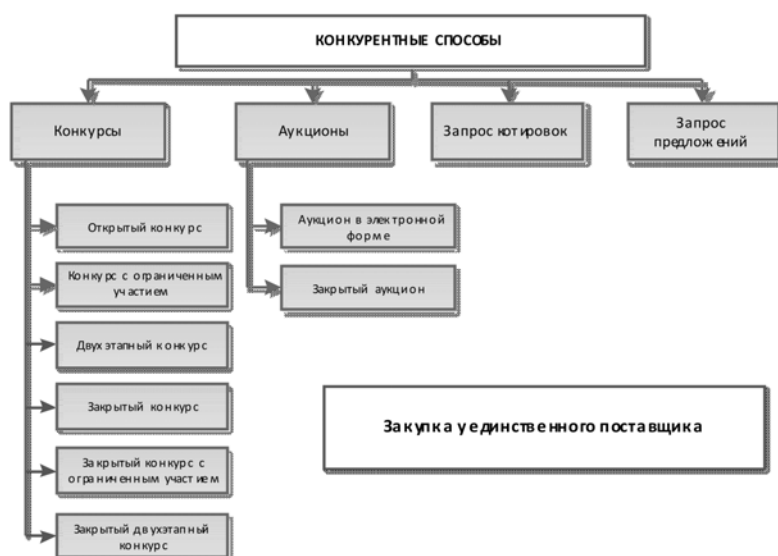 КОНКУРЕНТНЫЕ СПОСОБЫ
Конкурсы
Аукционы
Запрос котировок
Запрос
предложений
Открытый конкурс
Конкурс с ограниченным
участием
Двухэтапный конкурс
Закрытый конкурс
Закрытый конкурс с
ограниченным участием
Закрытый двухэтапный
конкурс
Аукцион в электронной
форме
Закрытый аукцион
Закупка у единственного поставщика